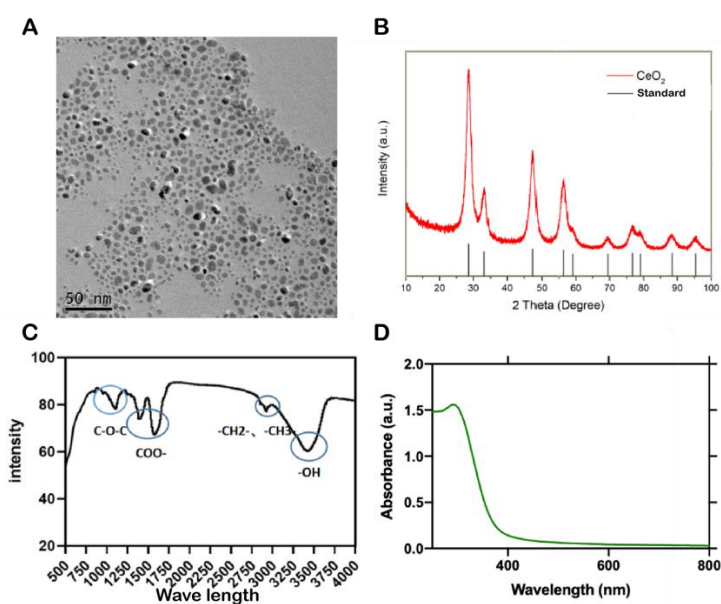 A
50 nm
B
CeO₂
Standard
Intensity (a.u.)
10 20 30 40 50 60 70 80 90 100
2 Theta (Degree)
C
intensity
100
80
60
40
20
C-O-C
COO-
-CH2-、 -CH3
-OH
500 750 1000 1250 1500 1750 2000 2250 2500 2750 3000 3250 3500 3750 4000
Wave length
D
Absorbance (a.u.)
2.0
1.5
1.0
0.5
0.0
400 600 800
Wavelength (nm)